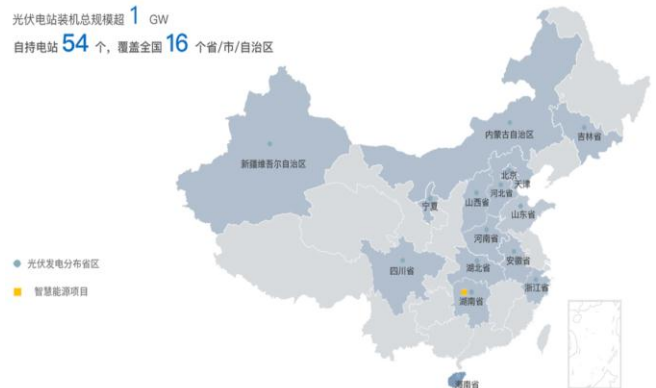 光伏电站装机总规模超 1 GW
自持电站 54 个，覆盖全国 16 个省/市/自治区
内蒙古自治区
吉林省
新疆维吾尔自治区
北京
天津
河北省
山西省
宁夏
山东省
河南省
安徽省
四川省
湖北省
浙江省
湖南省
海南省
光伏发电分布省区
智慧能源项目